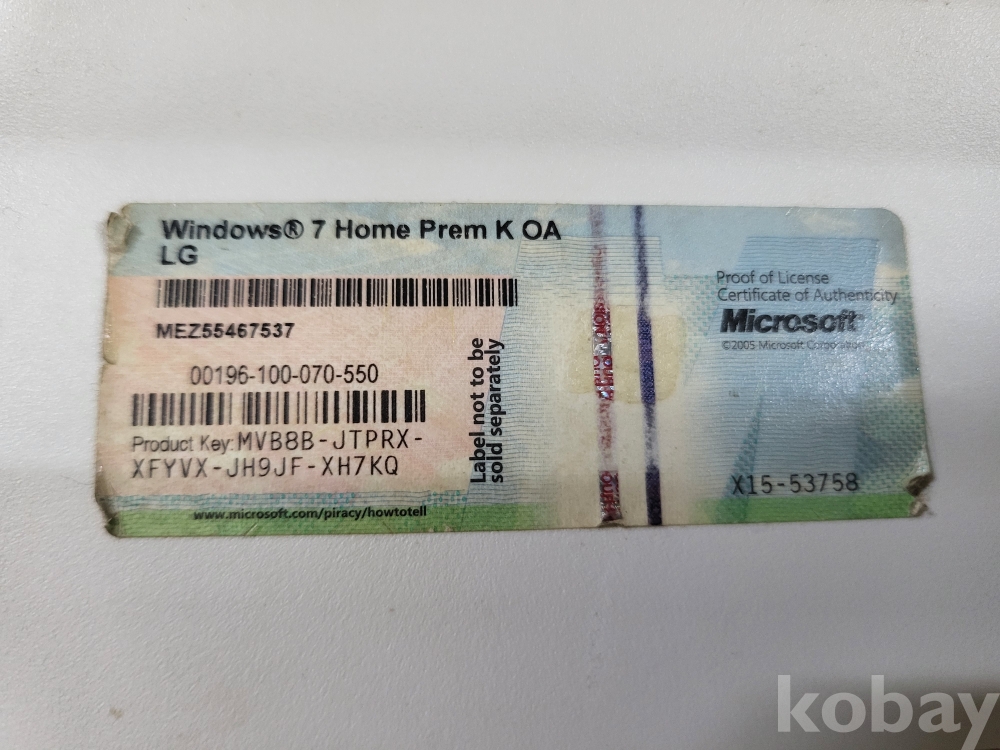 Windows® 7 Home Prem K OA
LG
MEZ55467537
00196-100-070-550
Product Key:MVB8B-JTPRX-
XFYVX-JH9JF-XH7KQ
www.microsoft.com/piracy/howtotell
Label not to be
sold separately
Proof of License
Certificate of Authenticity
Microsoft
©2005 Microsoft Corporation
X15-53758
kobay